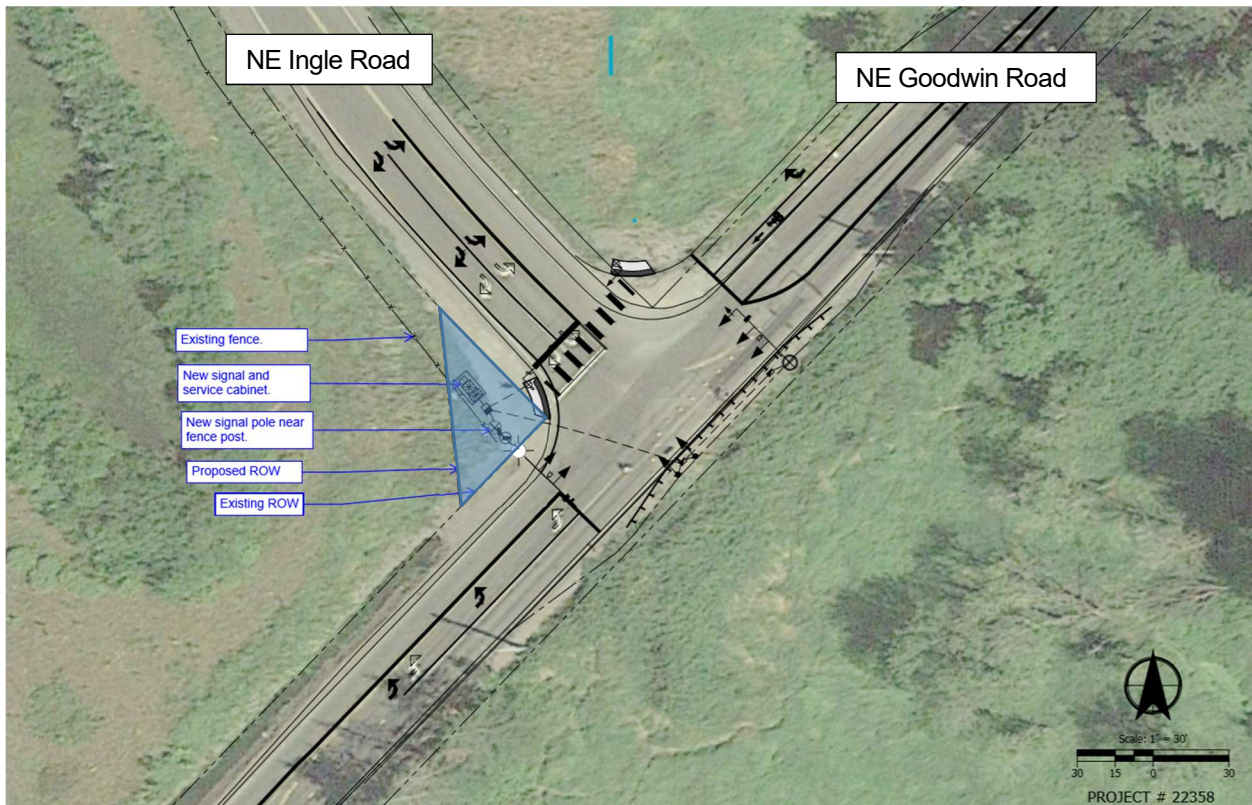 NE Ingle Road
NE Goodwin Road
Existing fence.
New signal and
service cabinet.
New signal pole near
fence post.
Proposed ROW
Existing ROW
Scale: 1" = 30'
30 15 0 30
PROJECT # 22358